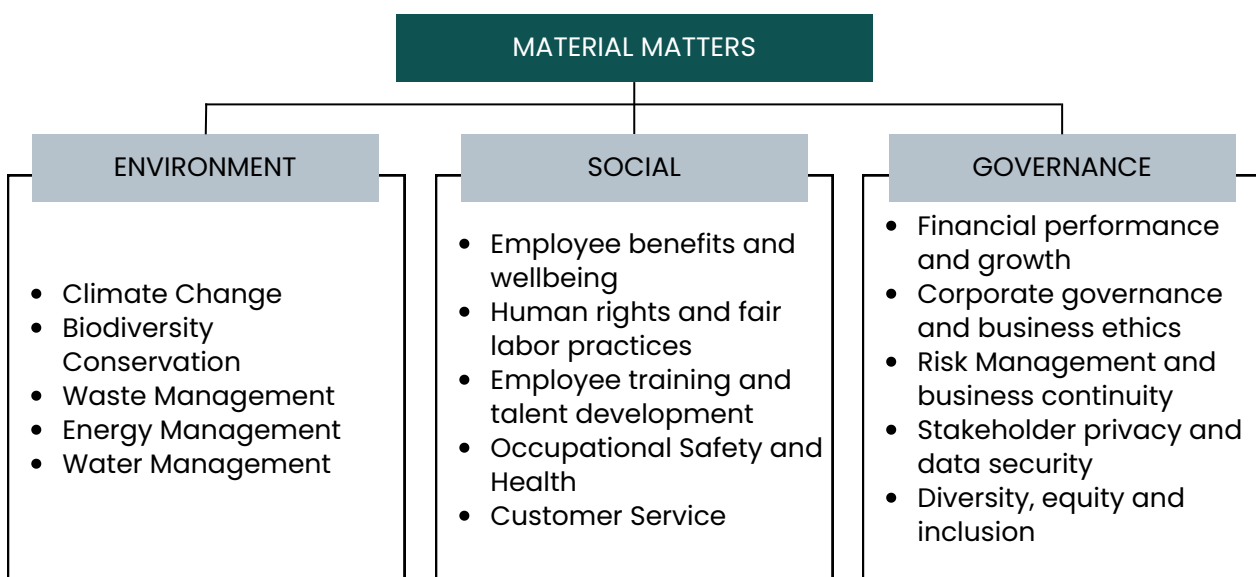 MATERIAL MATTERS
ENVIRONMENT
• Climate Change
• Biodiversity
Conservation
• Waste Management
• Energy Management
• Water Management
SOCIAL
• Employee benefits and
wellbeing
• Human rights and fair
labor practices
• Employee training and
talent development
• Occupational Safety and
Health
• Customer Service
GOVERNANCE
• Financial performance
and growth
• Corporate governance
and business ethics
• Risk Management and
business continuity
• Stakeholder privacy and
data security
• Diversity, equity and
inclusion